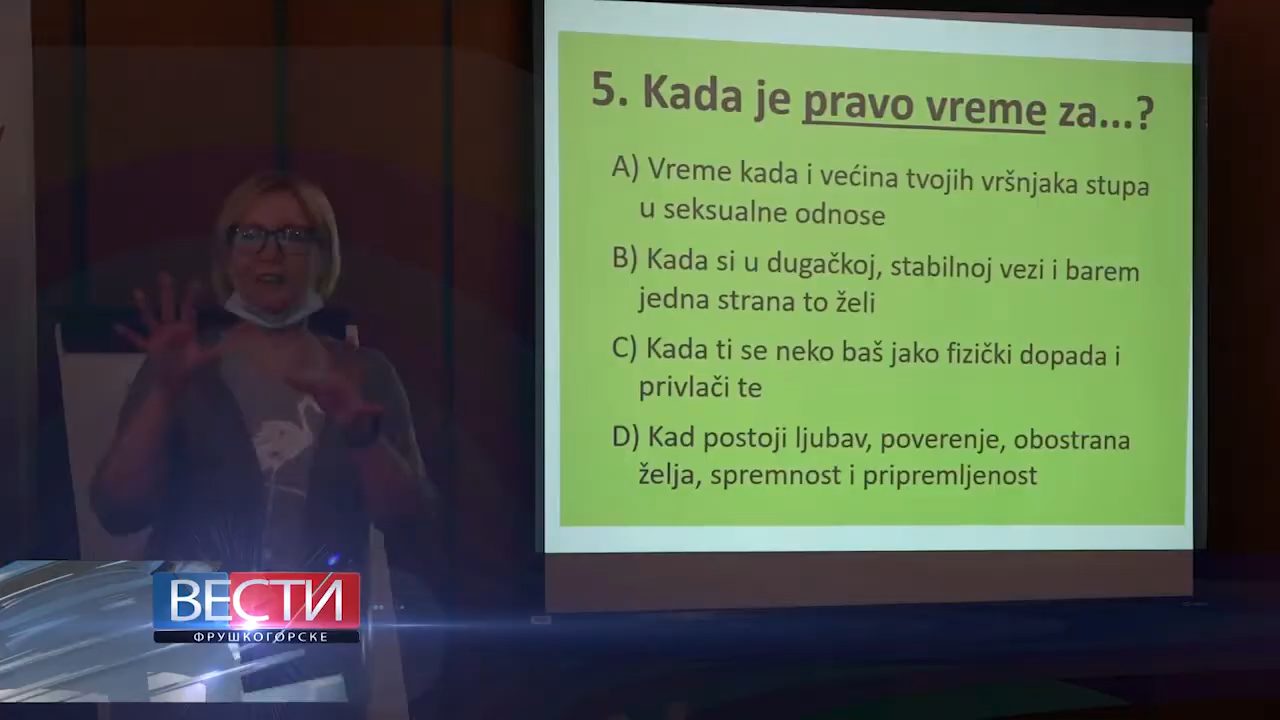 5. Kada je pravo vreme za...?
A) Vreme kada i većina tvojih vršnjaka stupa
u seksualne odnose
B) Kada si u dugačkoj, stabilnoj vezi i barem
jedna strana to želi
C) Kada ti se neko baš jako fizički dopada i
privlači te
D) Kad postoji ljubav, poverenje, obostrana
želja, spremnost i pripremljenost
ВЕСТИ
ФРУШКОГОРСКЕ